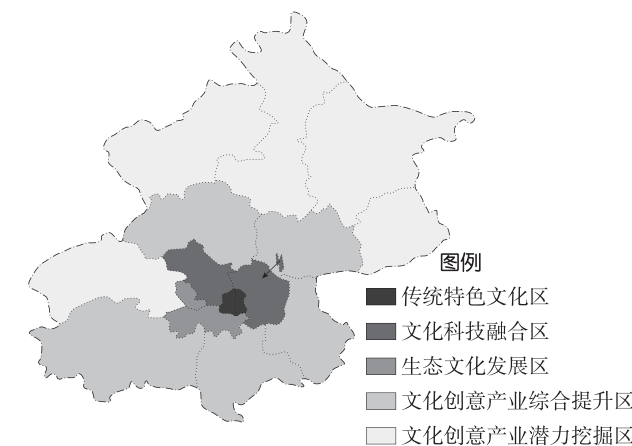 图例
传统特色文化区
文化科技融合区
生态文化发展区
文化创意产业综合提升区
文化创意产业潜力挖掘区